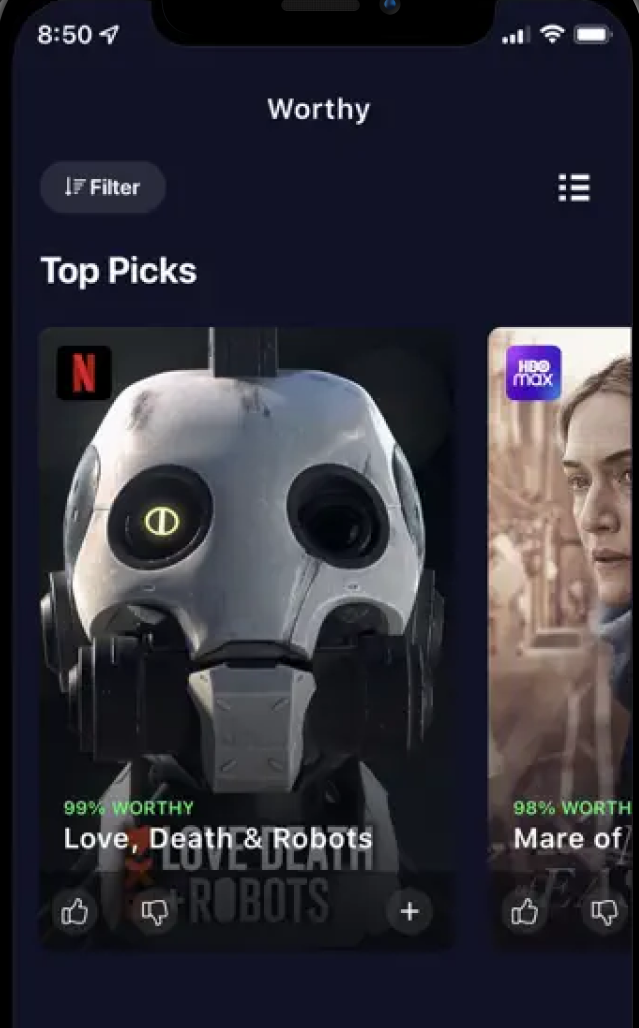 8:50
Worthy
Filter
Top Picks
N
HBO
max
99% WORTHY
98% WORTH
Love, Death & Robots
Mare of
LOVE DEATH
+ROBOTS
EAS